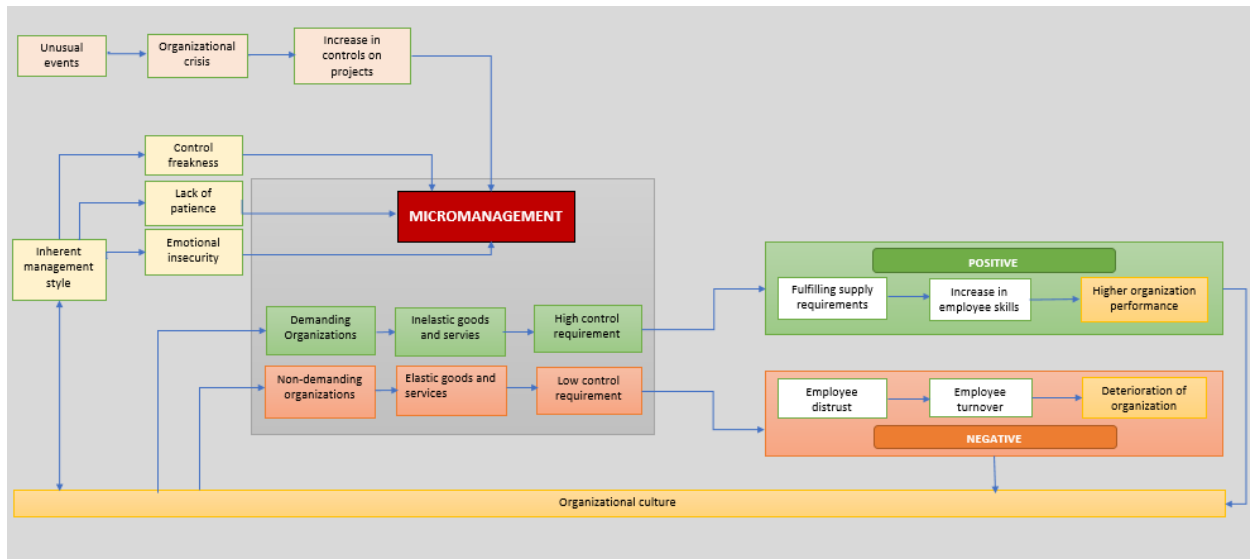 Unusual
events
Organizational
crisis
Increase in
controls on
projects
Control
freakness
Lack of
patience
Emotional
insecurity
Inherent
management
style
MICROMANAGEMENT
Demanding
Organizations
Inelastic goods
and servies
High control
requirement
Non-demanding
organizations
Elastic goods and
services
Low control
requirement
POSITIVE
Fulfilling supply
requirements
Increase in
employee skills
Higher organization
performance
Employee
distrust
Employee
turnover
Deterioration of
organization
NEGATIVE
Organizational culture